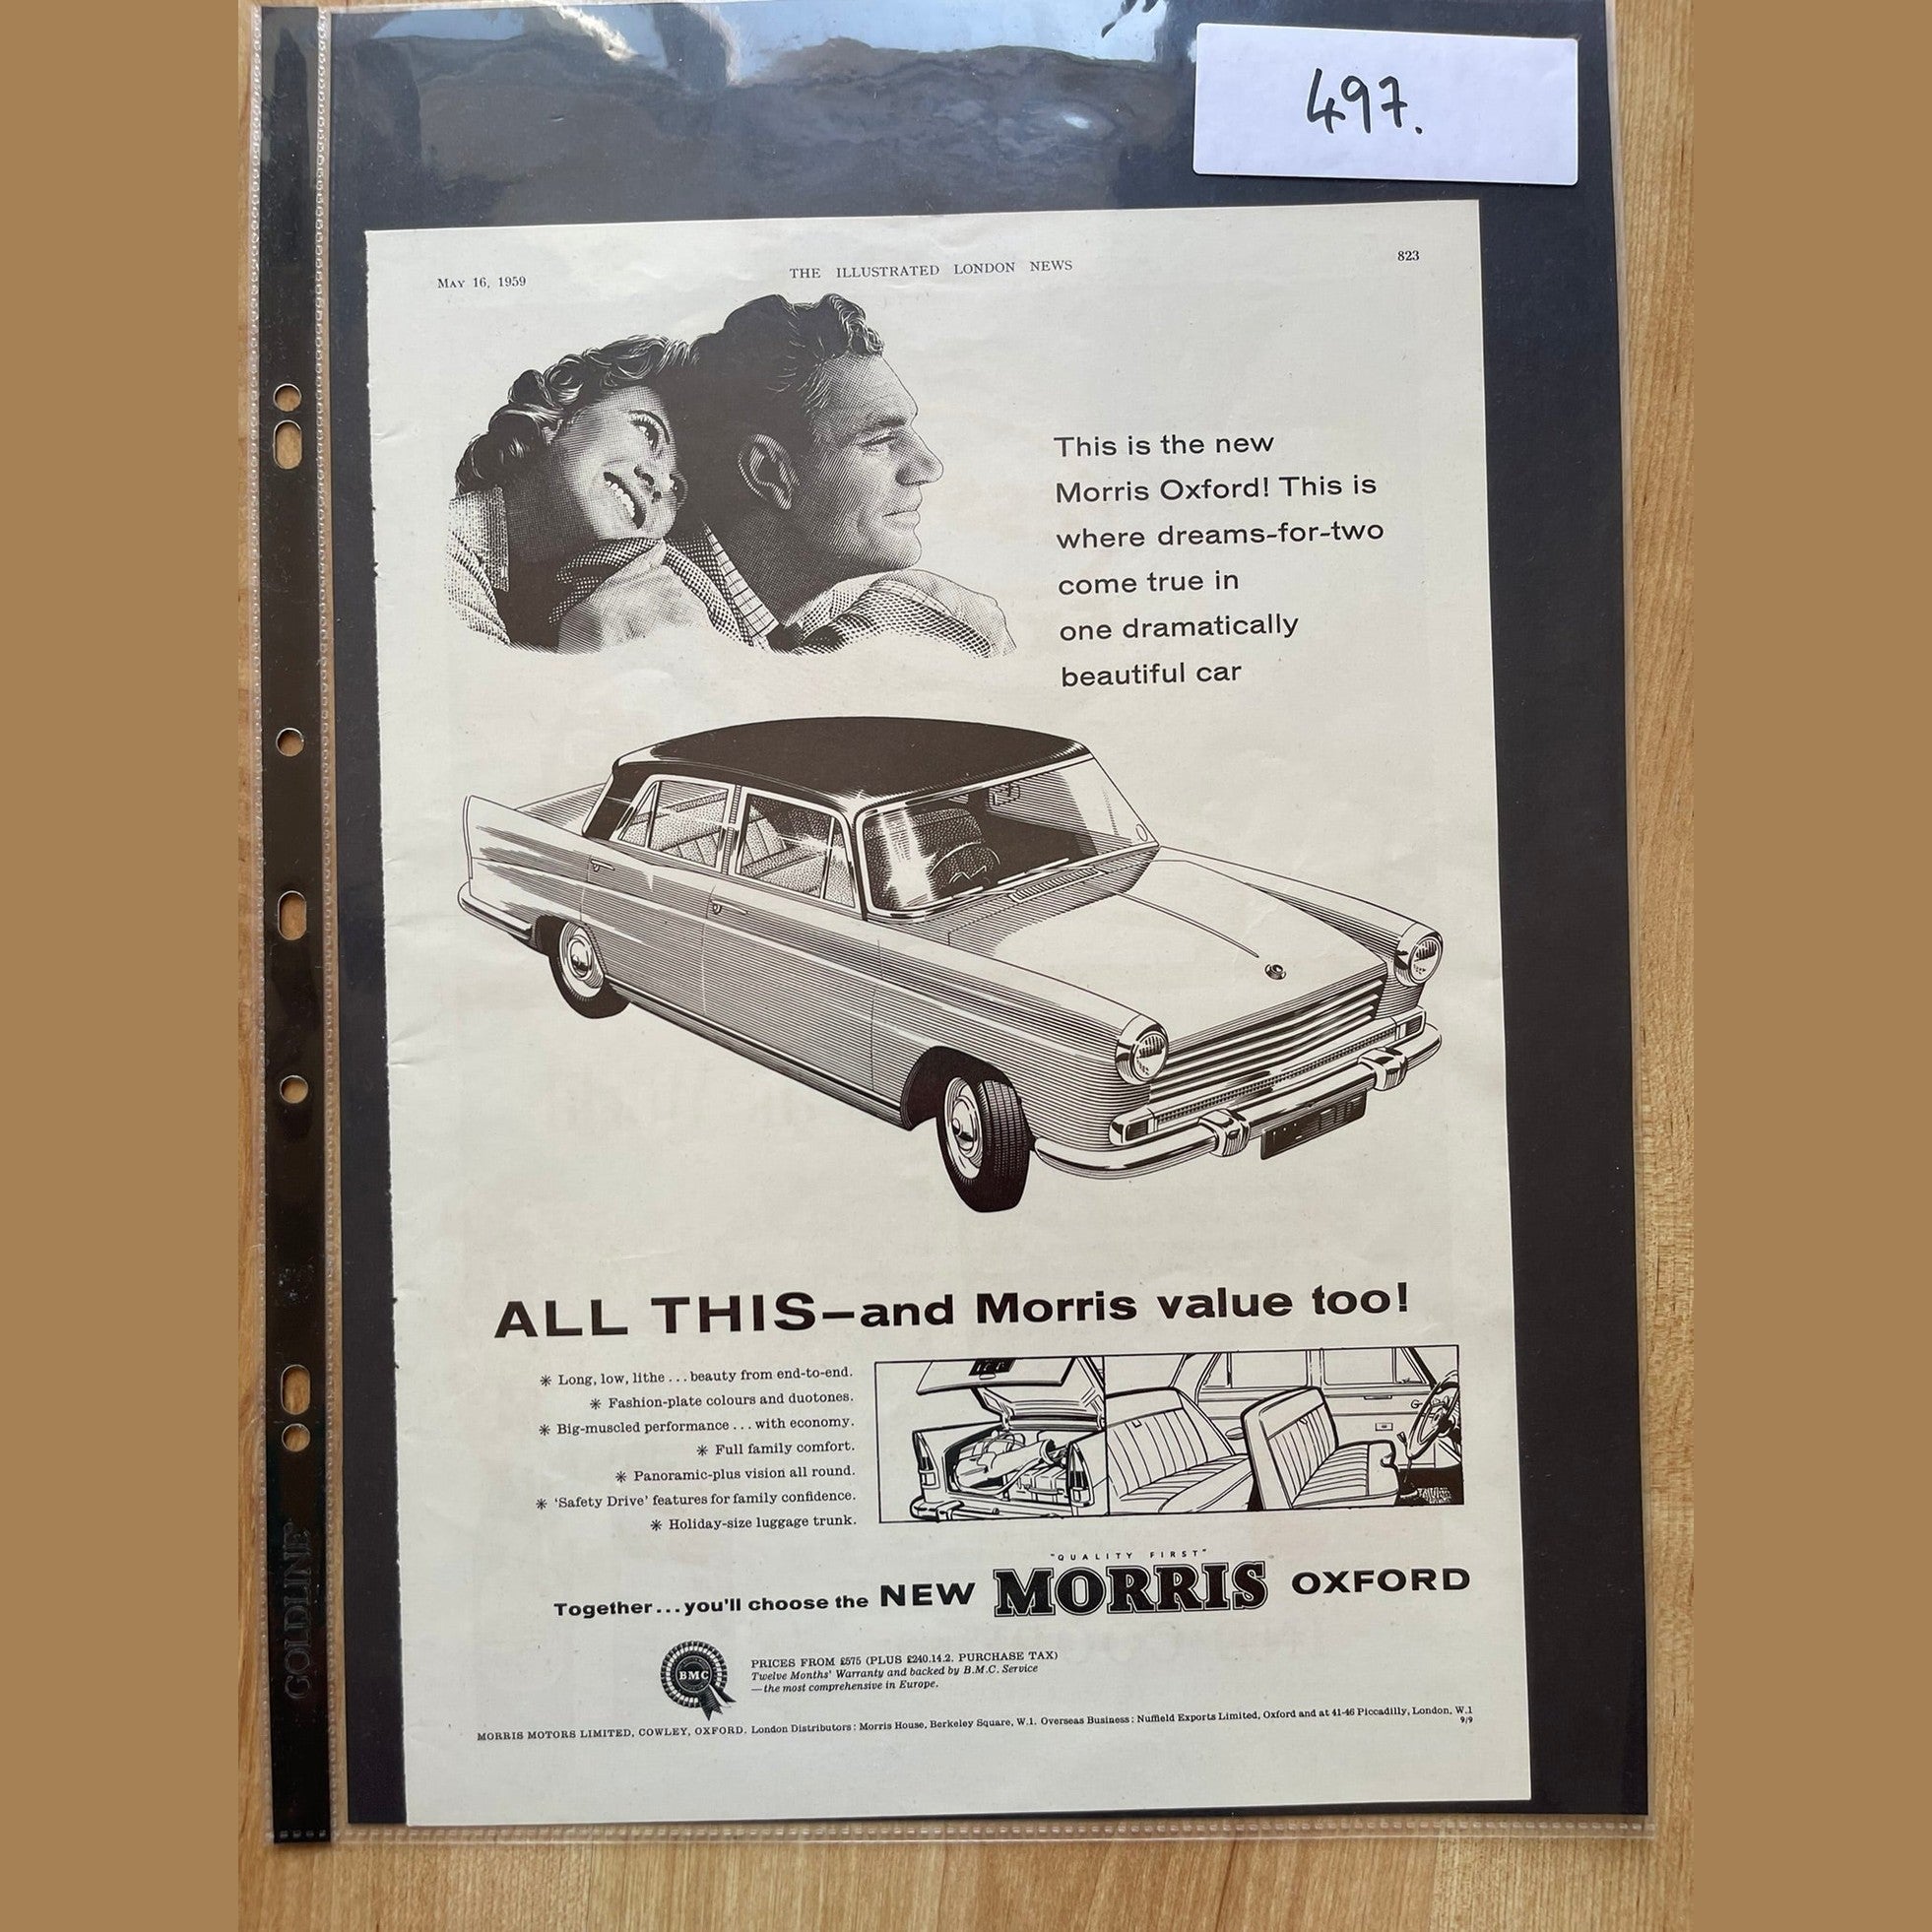 497.
MAY 16, 1959
THE ILLUSTRATED LONDON NEWS
823
This is the new
Morris Oxford! This is
where dreams-for-two
come true in
one dramatically
beautiful car
ALL THIS—and Morris value too!
✳ Long, low, lithe . . . beauty from end-to-end.
✳ Fashion-plate colours and duotones.
✳ Big-muscled performance . . . with economy.
✳ Full family comfort.
✳ Panoramic-plus vision all round.
✳ 'Safety Drive' features for family confidence.
✳ Holiday-size luggage trunk.
"QUALITY FIRST"
Together...you'll choose the NEW MORRIS OXFORD
BMC
PRICES FROM £575 (PLUS £240.14.2. PURCHASE TAX)
Twelve Months' Warranty and backed by B.M.C. Service
—the most comprehensive in Europe.
MORRIS MOTORS LIMITED, COWLEY, OXFORD. London Distributors: Morris House, Berkeley Square, W.1. Overseas Business: Nuffield Exports Limited, Oxford and at 41-46 Piccadilly, London, W.1
9/9
GOLDLINE